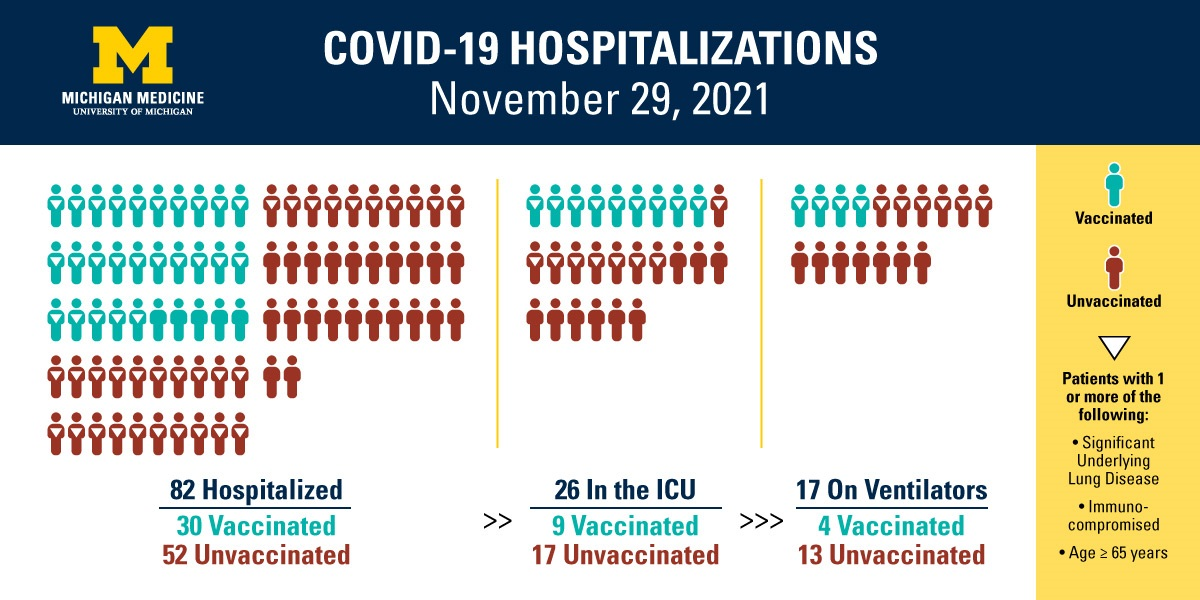 M
MICHIGAN MEDICINE
UNIVERSITY OF MICHIGAN
COVID-19 HOSPITALIZATIONS
November 29, 2021
82 Hospitalized
30 Vaccinated
52 Unvaccinated
>>
26 In the ICU
9 Vaccinated
17 Unvaccinated
>>>
17 On Ventilators
4 Vaccinated
13 Unvaccinated
Vaccinated
Unvaccinated
Patients with 1
or more of the
following:
• Significant
Underlying
Lung Disease
• Immuno-
compromised
• Age ≥ 65 years